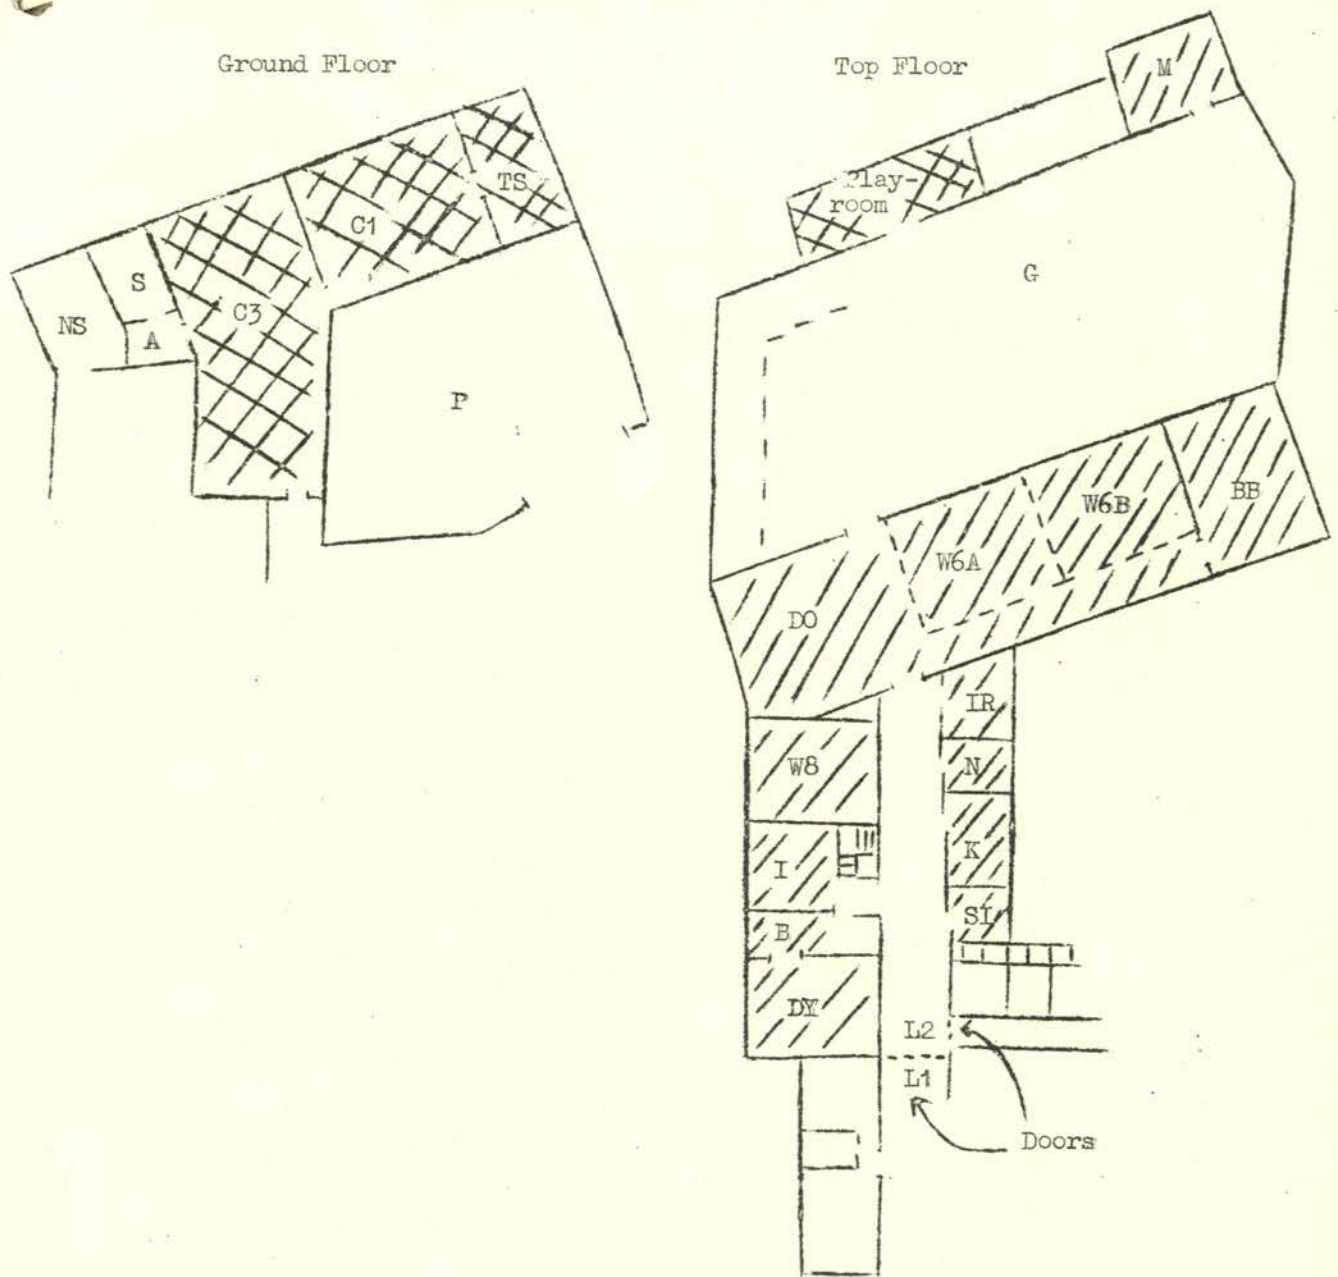 Ground Floor
TS
C1
S
C3
NS
A
P
Top Floor
M
Play-
room
G
W6B
BB
W6A
DO
IR
W8
N
K
I
SI
B
DY
L2
L1
Doors